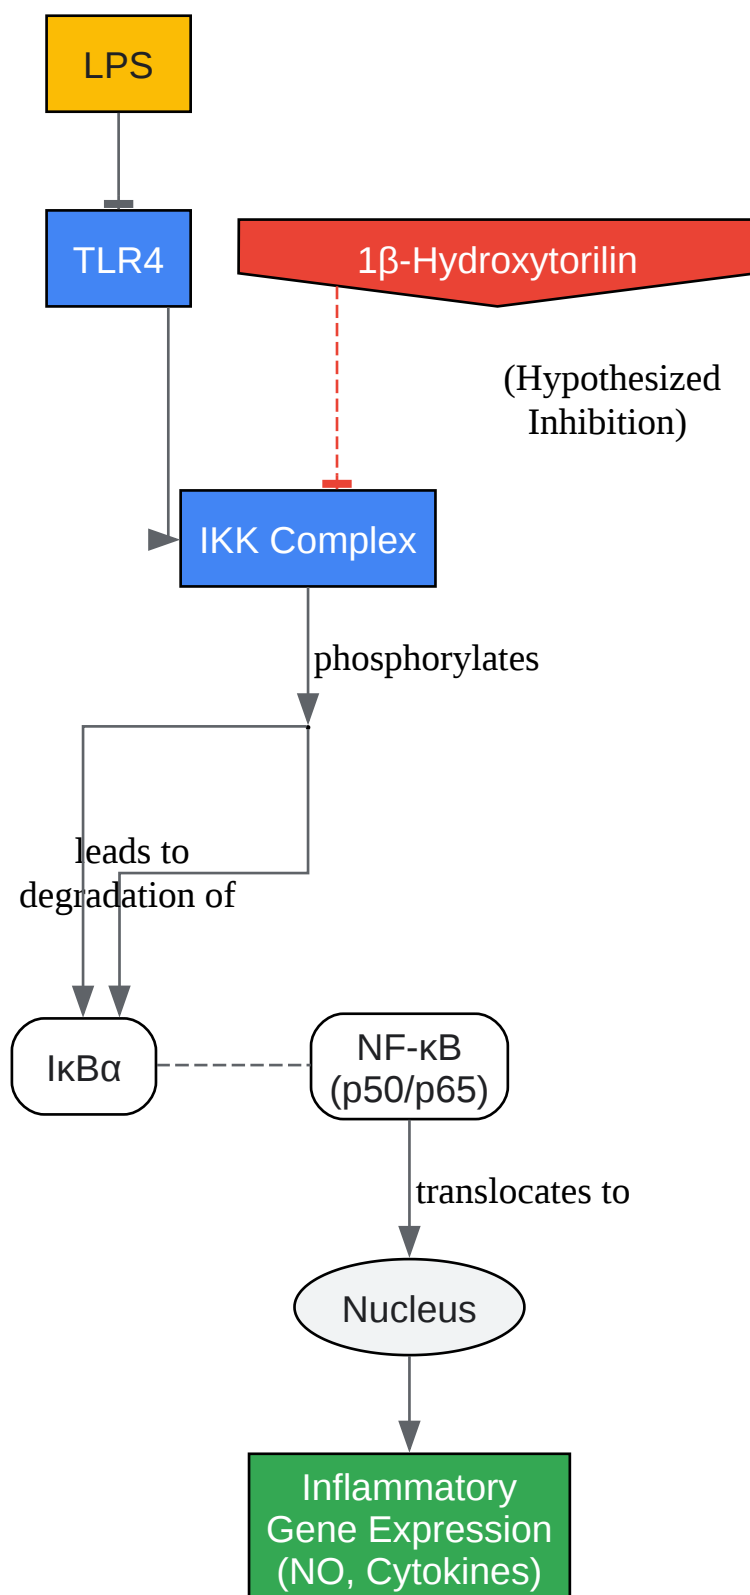 LPS
TLR4
1β-Hydroxytorilin
(Hypothesized
Inhibition)
IKK Complex
phosphorylates
leads to
degradation of
IκBα
NF-κB
(p50/p65)
translocates to
Nucleus
Inflammatory
Gene Expression
(NO, Cytokines)